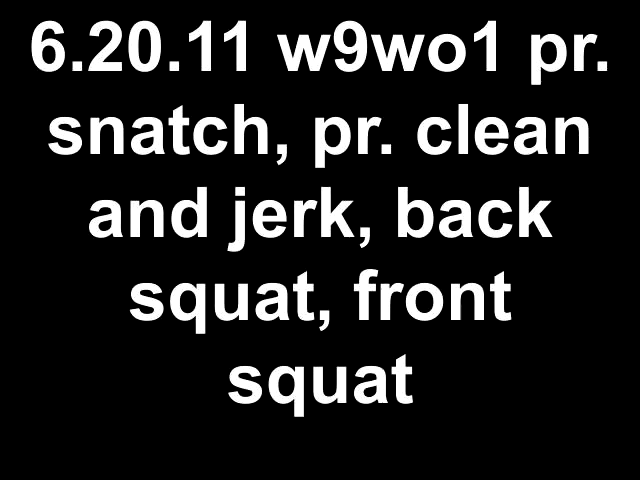 6.20.11 w9wo1 pr.
snatch, pr. clean
and jerk, back
squat, front
squat